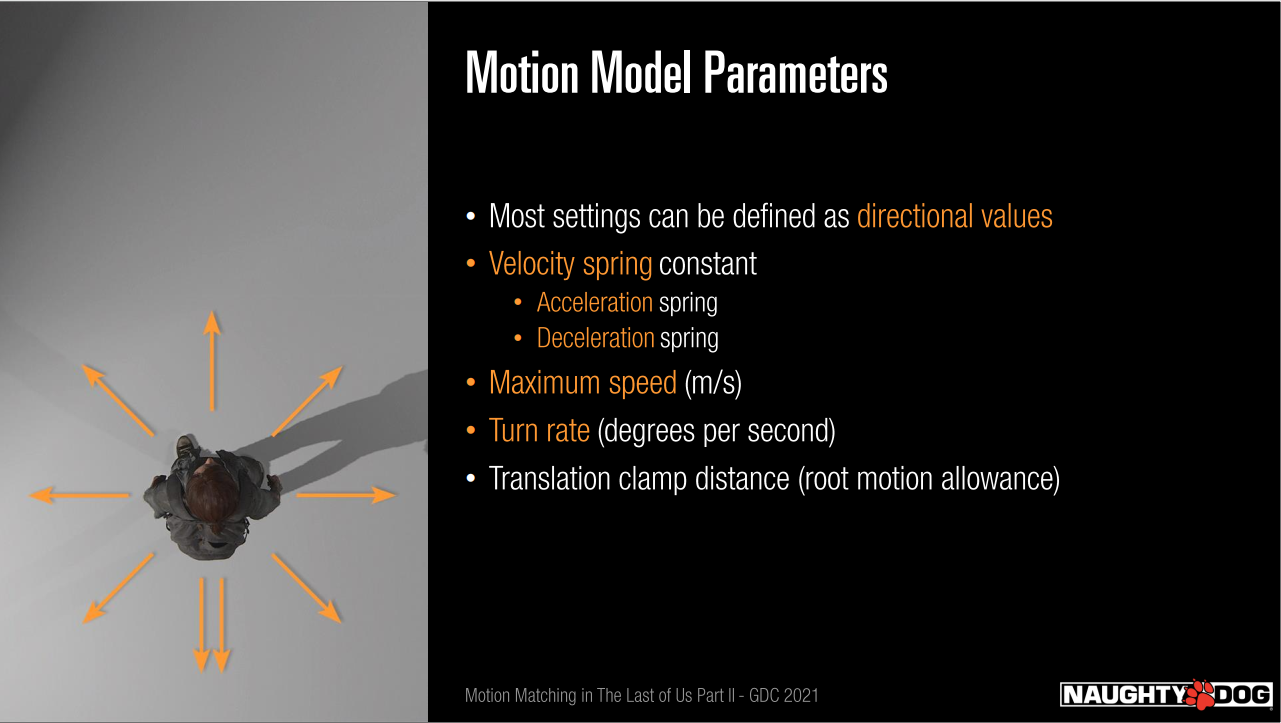 Motion Model Parameters
• Most settings can be defined as directional values
• Velocity spring constant
• Acceleration spring
• Deceleration spring
• Maximum speed (m/s)
• Turn rate (degrees per second)
• Translation clamp distance (root motion allowance)
Motion Matching in The Last of Us Part II - GDC 2021
NAUGHTY DOG